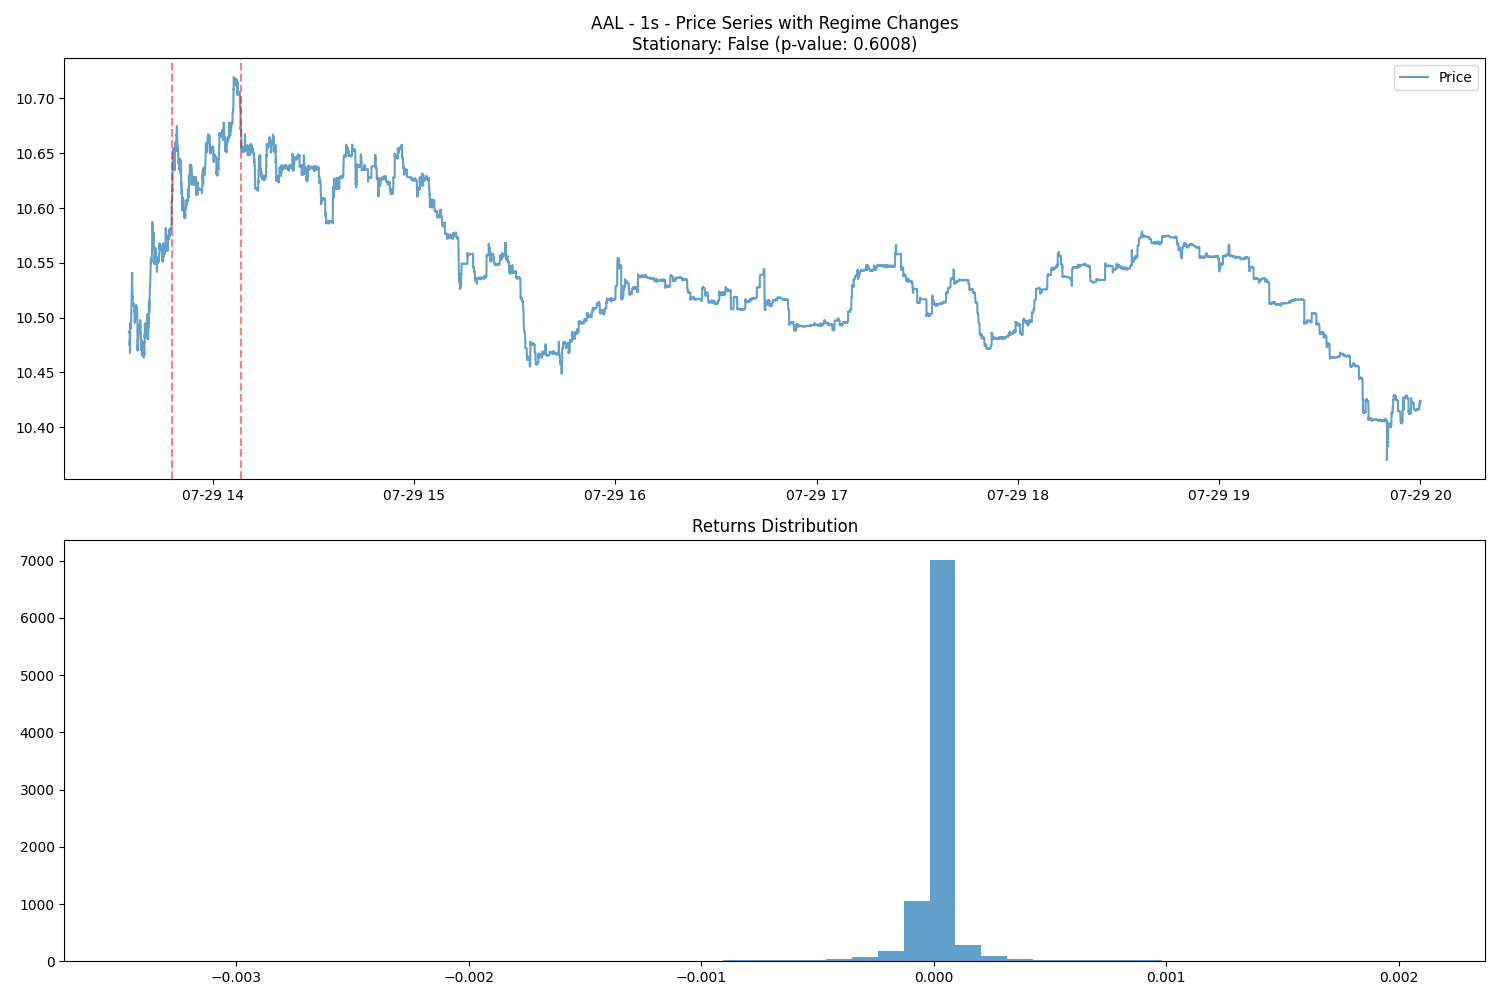 AAL - 1s - Price Series with Regime Changes
Stationary: False (p-value: 0.6008)
Price
10.70
10.65
10.60
10.55
10.50
10.45
10.40
07-29 14 07-29 15 07-29 16 07-29 17 07-29 18 07-29 19 07-29 20
Returns Distribution
7000
6000
5000
4000
3000
2000
1000
0
−0.003 −0.002 −0.001 0.000 0.001 0.002